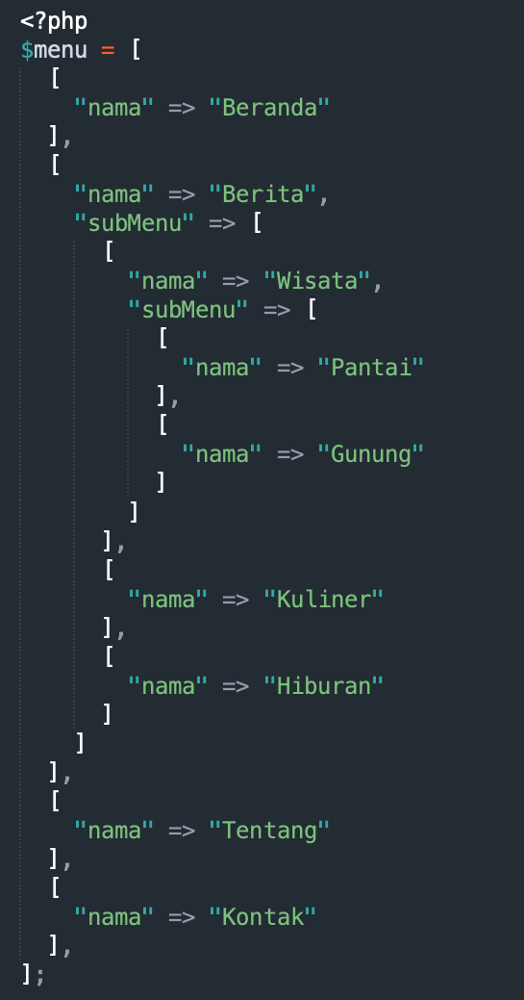 <?php
$menu = [
  [
    "nama" => "Beranda"
  ],
  [
    "nama" => "Berita",
    "subMenu" => [
      [
        "nama" => "Wisata",
        "subMenu" => [
          [
            "nama" => "Pantai"
          ],
          [
            "nama" => "Gunung"
          ]
        ]
      ],
      [
        "nama" => "Kuliner"
      ],
      [
        "nama" => "Hiburan"
      ]
    ]
  ],
  [
    "nama" => "Tentang"
  ],
  [
    "nama" => "Kontak"
  ],
];